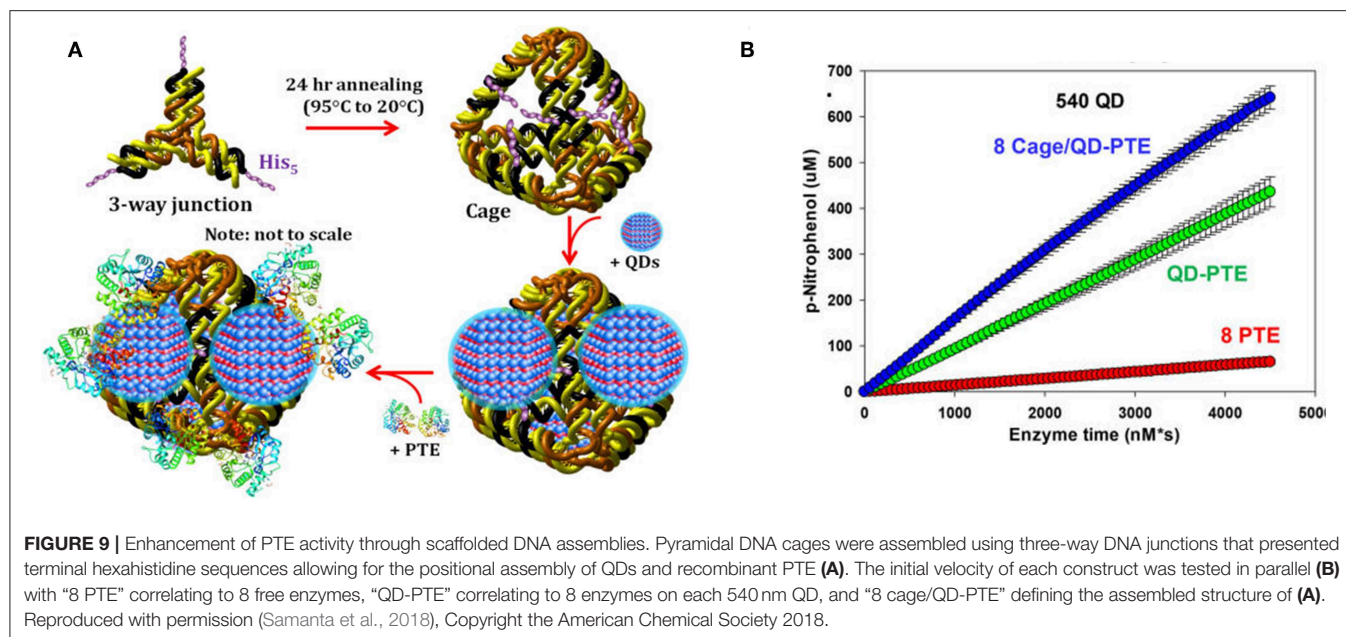 A
24 hr annealing
(95°C to 20°C)
His5
3-way junction
Cage
Note: not to scale
+ QDs
+ PTE
B
700
600
500
400
300
200
100
0
p-Nitrophenol (uM)
540 QD
8 Cage/QD-PTE
QD-PTE
8 PTE
0
1000
2000
3000
4000
5000
Enzyme time (nM*s)
FIGURE 9 | Enhancement of PTE activity through scaffolded DNA assemblies. Pyramidal DNA cages were assembled using three-way DNA junctions that presented
terminal hexahistidine sequences allowing for the positional assembly of QDs and recombinant PTE (A). The initial velocity of each construct was tested in parallel (B)
with “8 PTE” correlating to 8 free enzymes, “QD-PTE” correlating to 8 enzymes on each 540 nm QD, and “8 cage/QD-PTE” defining the assembled structure of (A).
Reproduced with permission (Samanta et al., 2018), Copyright the American Chemical Society 2018.